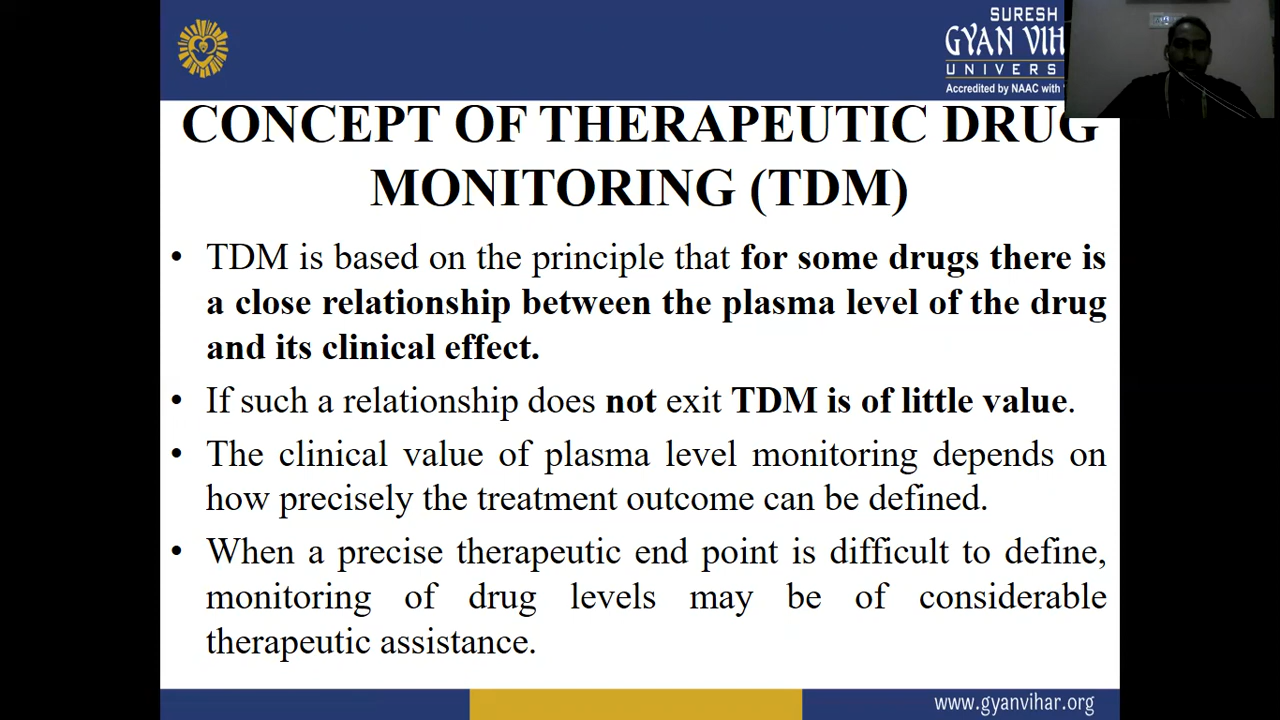 SURESH
GYAN VIH
UNIVERS
Accredited by NAAC with
CONCEPT OF THERAPEUTIC DRUG
MONITORING (TDM)
• TDM is based on the principle that for some drugs there is
a close relationship between the plasma level of the drug
and its clinical effect.
• If such a relationship does not exit TDM is of little value.
• The clinical value of plasma level monitoring depends on
how precisely the treatment outcome can be defined.
• When a precise therapeutic end point is difficult to define,
monitoring of drug levels may be of considerable
therapeutic assistance.
www.gyanvihar.org